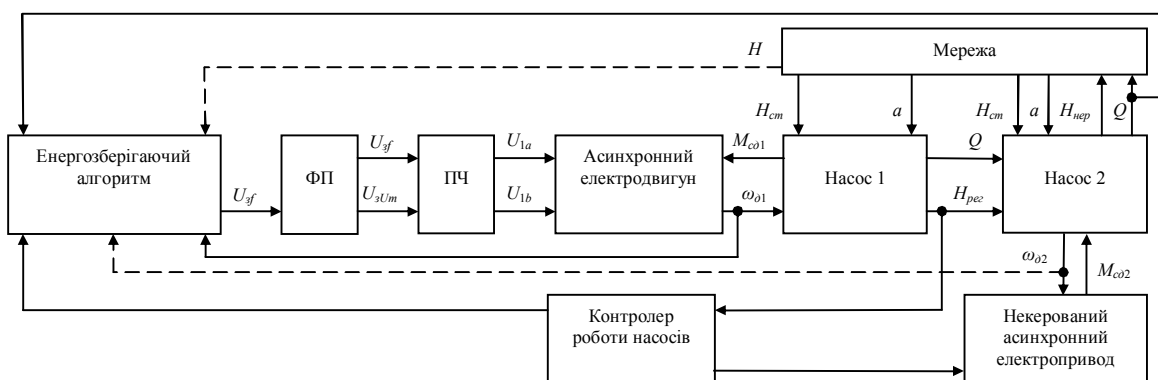 H
Мережа
H_ст
a
H_ст
a
H_нер
Q
Енергозберігаючий
алгоритм
U_зf
ФП
U_зf
U_зUm
ПЧ
U_1a
U_1b
Асинхронний
електродвигун
M_сд1
ω_д1
Насос 1
Q
H_рег
Насос 2
ω_д2
M_сд2
Контролер
роботи насосів
Некерований
асинхронний
електропривод